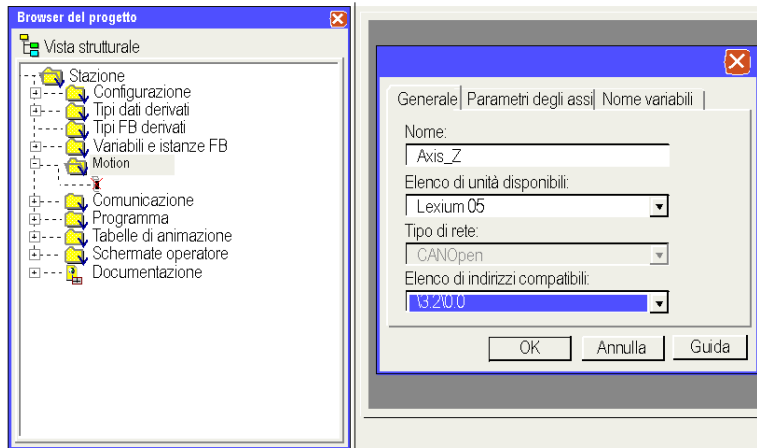 Browser del progetto
Vista strutturale
Stazione
Configurazione
Tipi dati derivati
Tipi FB derivati
Variabili e istanze FB
Motion
Comunicazione
Programma
Tabelle di animazione
Schermate operatore
Documentazione
Generale Parametri degli assi Nome variabili
Nome:
Axis_Z
Elenco di unità disponibili:
Lexium 05
Tipo di rete:
CANOpen
Elenco di indirizzi compatibili:
\3.2\0.0
OK Annulla Guida